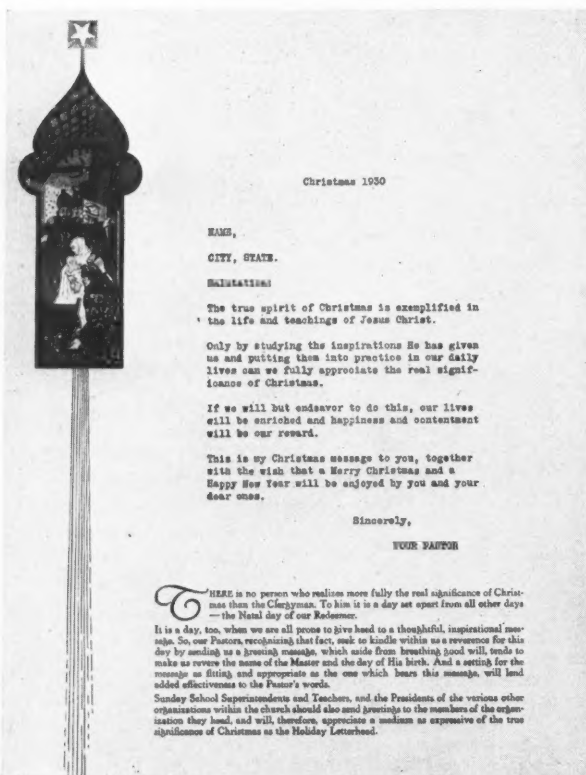 Christmas 1930
NAME,
CITY, STATE.
Salutation:
The true spirit of Christmas is exemplified in
the life and teachings of Jesus Christ.
Only by studying the inspirations He has given
us and putting them into practice in our daily
lives can we fully appreciate the real signif-
icance of Christmas.
If we will but endeavor to do this, our lives
will be enriched and happiness and contentment
will be our reward.
This is my Christmas message to you, together
with the wish that a Merry Christmas and a
Happy New Year will be enjoyed by you and your
dear ones.
Sincerely,
YOUR PASTOR
THERE is no person who realizes more fully the real significance of Christ-
mas than the Clergyman. To him it is a day set apart from all other days
— the Natal day of our Redeemer.
It is a day, too, when we are all prone to give heed to a thoughtful, inspirational mes-
sage. So, our Pastors, recognizing that fact, seek to kindle within us a reverence for this
day by sending us a greeting message, which aside from breathing good will, tends to
make us revere the name of the Master and the day of His birth. And a setting for the
message as fitting and appropriate as the one which bears this message, will lend
added effectiveness to the Pastor's words.
Sunday School Superintendents and Teachers, and the Presidents of the various other
organizations within the church should also send greetings to the members of the organ-
ization they head, and will, therefore, appreciate a medium as expressive of the true
significance of Christmas as the Holiday Letterhead.